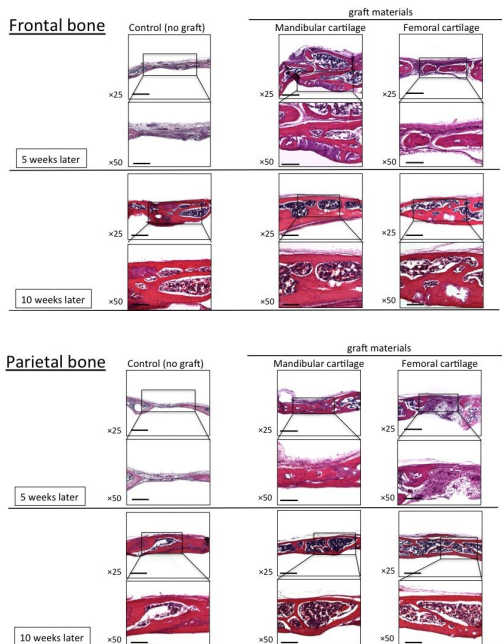 graft materials
Frontal bone
Control (no graft) Mandibular cartilage Femoral cartilage
×25 ×25 ×25
×50 ×50 ×50
5 weeks later
×25 ×25 ×25
×50 ×50 ×50
10 weeks later
graft materials
Parietal bone
Control (no graft) Mandibular cartilage Femoral cartilage
×25 ×25 ×25
×50 ×50 ×50
5 weeks later
×25 ×25 ×25
×50 ×50 ×50
10 weeks later